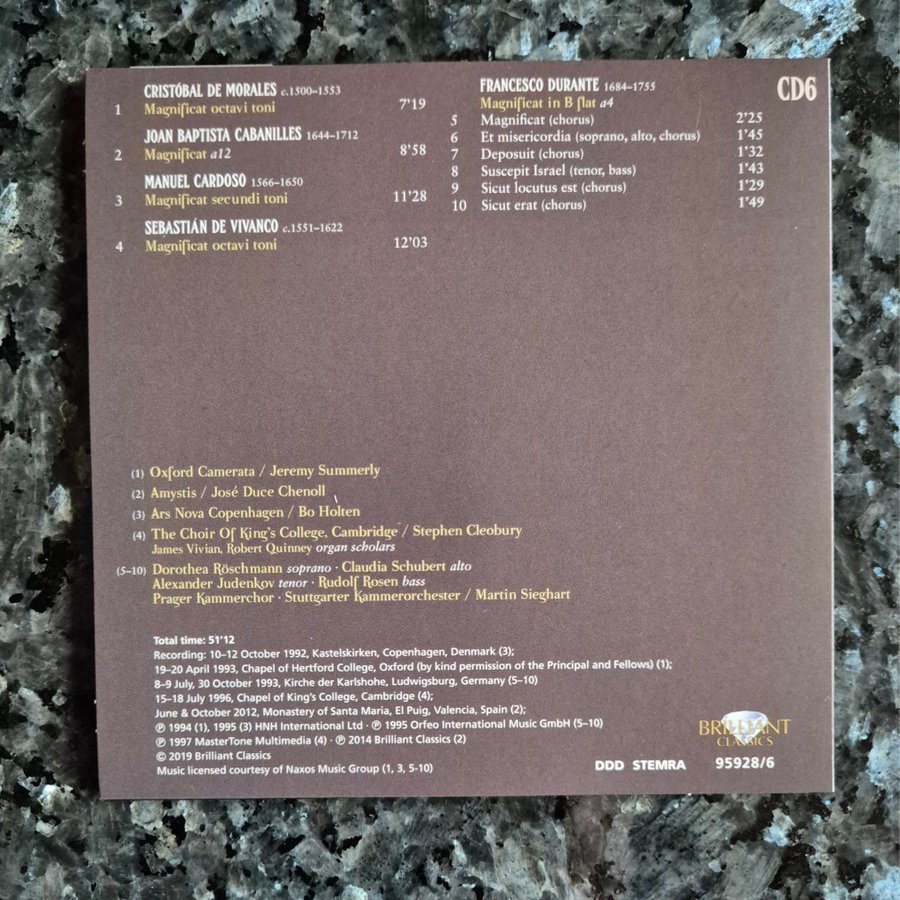 CD6
CRISTÓBAL DE MORALES c.1500–1553
1 Magnificat octavi toni 7'19
JOAN BAPTISTA CABANILLES 1644–1712
2 Magnificat a12 8'58
MANUEL CARDOSO 1566–1650
3 Magnificat secundi toni 11'28
SEBASTIÁN DE VIVANCO c.1551–1622
4 Magnificat octavi toni 12'03
FRANCESCO DURANTE 1684–1755
Magnificat in B flat a4
5 Magnificat (chorus) 2'25
6 Et misericordia (soprano, alto, chorus) 1'45
7 Deposuit (chorus) 1'32
8 Suscepit Israel (tenor, bass) 1'43
9 Sicut locutus est (chorus) 1'29
10 Sicut erat (chorus) 1'49
(1) Oxford Camerata / Jeremy Summerly
(2) Amystis / José Duce Chenoll
(3) Ars Nova Copenhagen / Bo Holten
(4) The Choir Of King's College, Cambridge / Stephen Cleobury
James Vivian, Robert Quinney organ scholars
(5–10) Dorothea Röschmann soprano · Claudia Schubert alto
Alexander Judenkov tenor · Rudolf Rosen bass
Prager Kammerchor · Stuttgarter Kammerorchester / Martin Sieghart
Total time: 51'12
Recording: 10–12 October 1992, Kastelskirken, Copenhagen, Denmark (3);
19–20 April 1993, Chapel of Hertford College, Oxford (by kind permission of the Principal and Fellows) (1);
8–9 July, 30 October 1993, Kirche der Karlshohe, Ludwigsburg, Germany (5–10)
15–18 July 1996, Chapel of King's College, Cambridge (4);
June & October 2012, Monastery of Santa Maria, El Puig, Valencia, Spain (2);
℗ 1994 (1), 1995 (3) HNH International Ltd · ℗ 1995 Orfeo International Music GmbH (5–10)
℗ 1997 MasterTone Multimedia (4) · ℗ 2014 Brilliant Classics (2)
© 2019 Brilliant Classics
Music licensed courtesy of Naxos Music Group (1, 3, 5-10)
BRILLIANT
CLASSICS
DDD STEMRA 95928/6